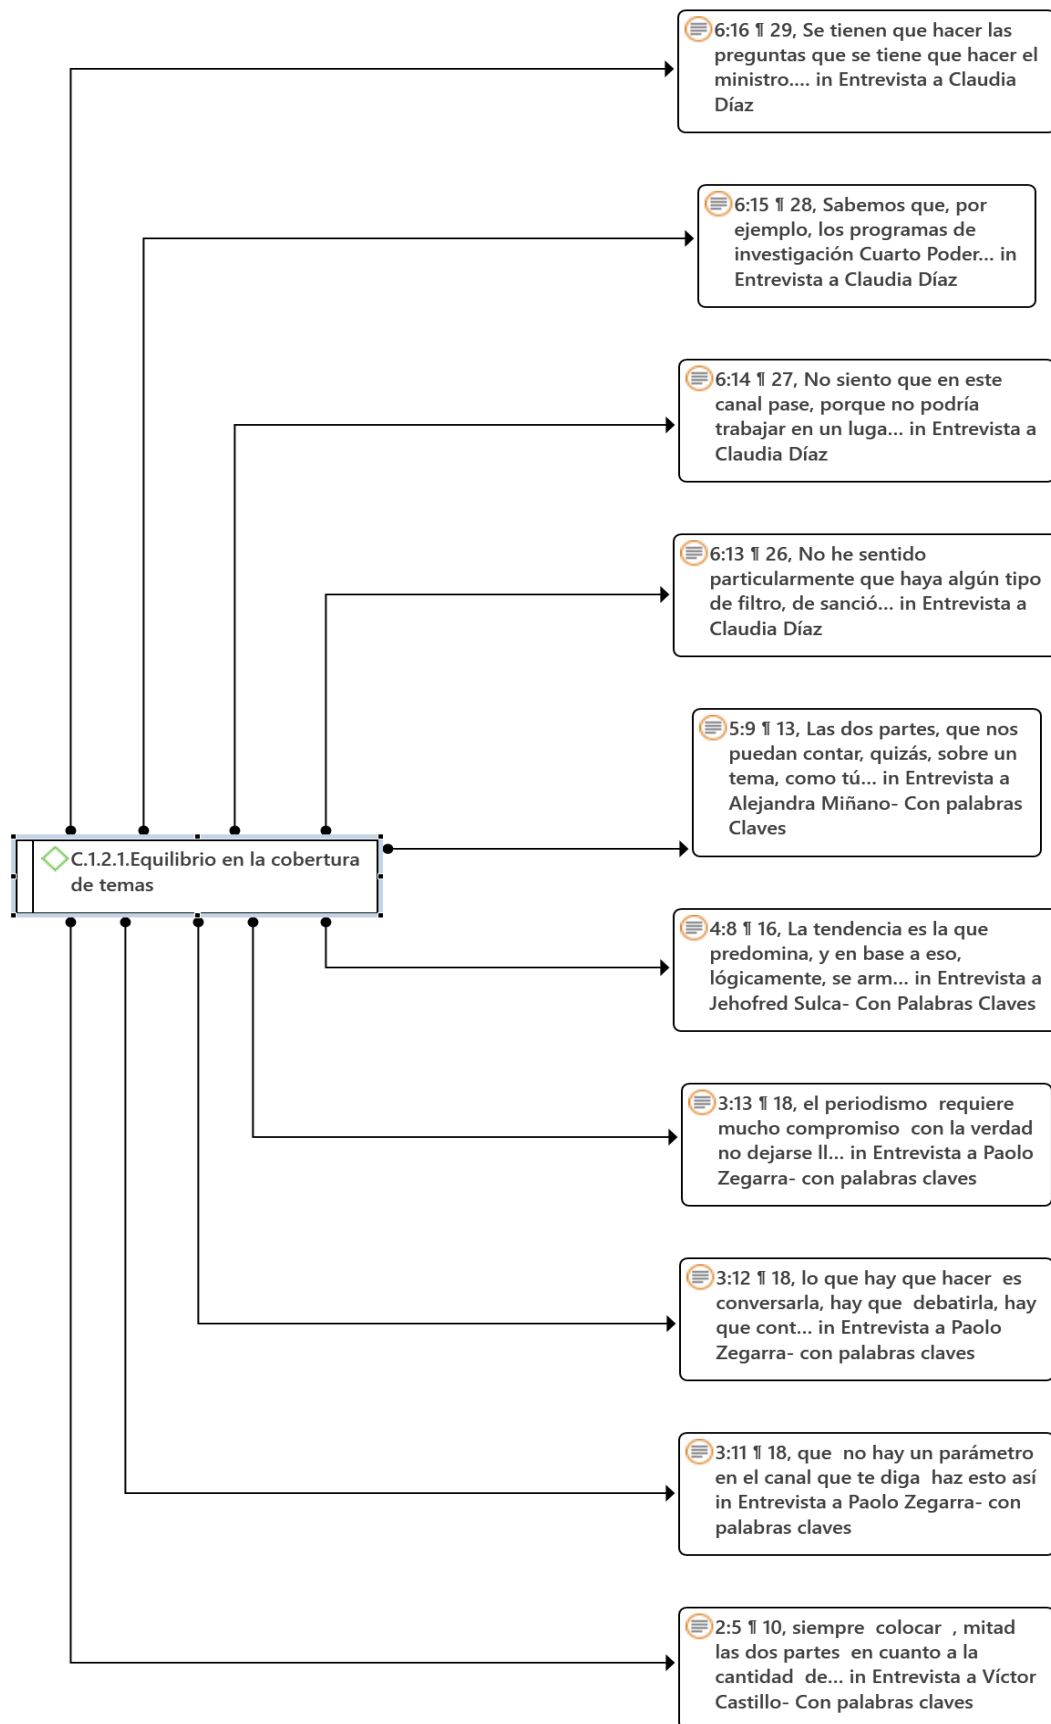 6:16 ¶ 29, Se tienen que hacer las
preguntas que se tiene que hacer el
ministro.... in Entrevista a Claudia
Díaz
6:15 ¶ 28, Sabemos que, por
ejemplo, los programas de
investigación Cuarto Poder... in
Entrevista a Claudia Díaz
6:14 ¶ 27, No siento que en este
canal pase, porque no podría
trabajar en un luga... in Entrevista a
Claudia Díaz
6:13 ¶ 26, No he sentido
particularmente que haya algún tipo
de filtro, de sanció... in Entrevista a
Claudia Díaz
5:9 ¶ 13, Las dos partes, que nos
puedan contar, quizás, sobre un
tema, como tú... in Entrevista a
Alejandra Miñano- Con palabras
Claves
C.1.2.1.Equilibrio en la cobertura
de temas
4:8 ¶ 16, La tendencia es la que
predomina, y en base a eso,
lógicamente, se arm... in Entrevista a
Jehofred Sulca- Con Palabras Claves
3:13 ¶ 18, el periodismo  requiere
mucho compromiso  con la verdad
no dejarse ll... in Entrevista a Paolo
Zegarra- con palabras claves
3:12 ¶ 18, lo que hay que hacer  es
conversarla, hay que  debatirla, hay
que cont... in Entrevista a Paolo
Zegarra- con palabras claves
3:11 ¶ 18, que  no hay un parámetro
en el canal que te diga  haz esto así
in Entrevista a Paolo Zegarra- con
palabras claves
2:5 ¶ 10, siempre  colocar  , mitad
las dos partes  en cuanto a la
cantidad  de... in Entrevista a Víctor
Castillo- Con palabras claves